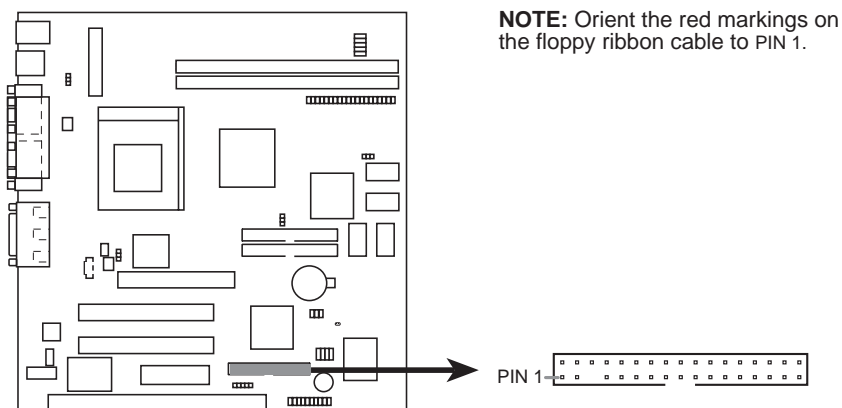 NOTE: Orient the red markings on
the floppy ribbon cable to PIN 1.
PIN 1